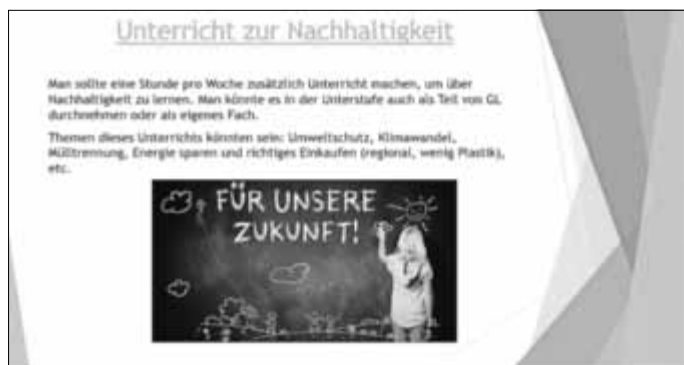 Unterricht zur Nachhaltigkeit
Man sollte eine Stunde pro Woche zusätzlich Unterricht machen, um über
Nachhaltigkeit zu lernen. Man könnte es in der Unterstufe auch als Teil von GL
durchnehmen oder als eigenes Fach.
Themen dieses Unterrichts könnten sein: Umweltschutz, Klimawandel,
Mülltrennung, Energie sparen und richtiges Einkaufen (regional, wenig Plastik),
etc.
FÜR UNSERE
ZUKUNFT!